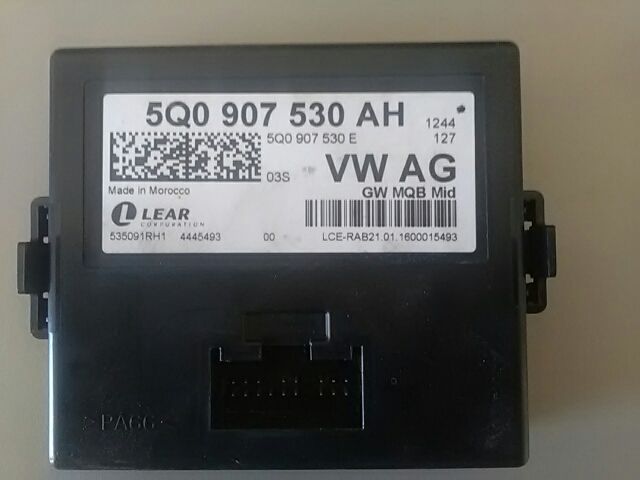 5Q0 907 530 AH 1244
5Q0 907 530 E 127
03S VW AG
Made in Morocco GW MQB Mid
LEAR
CORPORATION
535091RH1 4445493 00 LCE-RAB21.01.1600015493
>PA66<